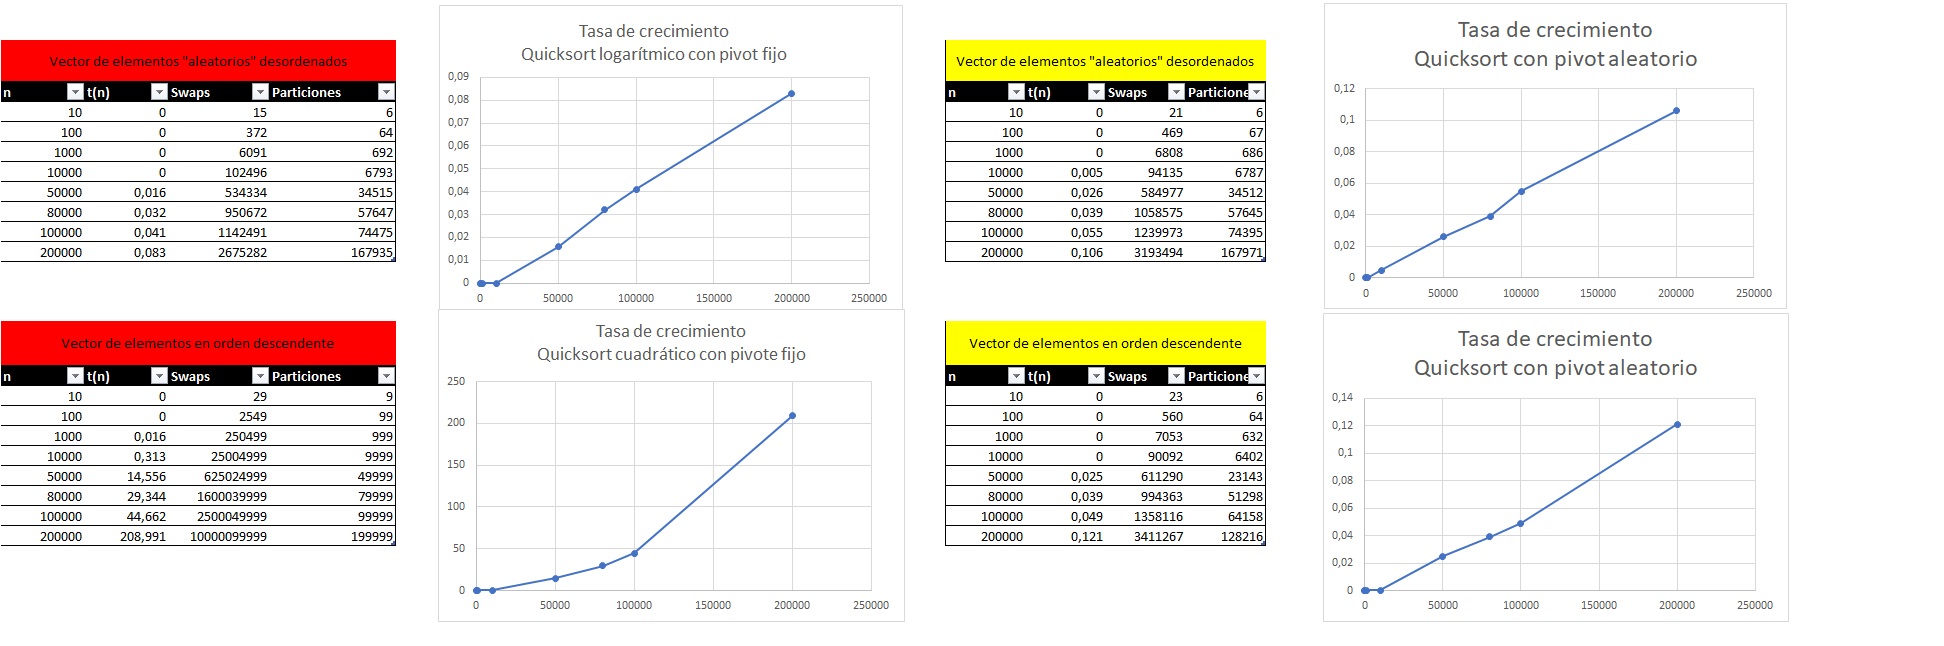 Vector de elementos "aleatorios" desordenados
n t(n) Swaps Particiones
10 0 15 6
100 0 372 64
1000 0 6091 692
10000 0 102496 6793
50000 0,016 534334 34515
80000 0,032 950672 57647
100000 0,041 1142491 74475
200000 0,083 2675282 167935
Tasa de crecimiento
Quicksort logarítmico con pivot fijo
0,09
0,08
0,07
0,06
0,05
0,04
0,03
0,02
0,01
0
0 50000 100000 150000 200000 250000
Vector de elementos "aleatorios" desordenados
n t(n) Swaps Particione
10 0 21 6
100 0 469 67
1000 0 6808 686
10000 0,005 94135 6787
50000 0,026 584977 34512
80000 0,039 1058575 57645
100000 0,055 1239973 74395
200000 0,106 3193494 167971
Tasa de crecimiento
Quicksort con pivot aleatorio
0,12
0,1
0,08
0,06
0,04
0,02
0
0 50000 100000 150000 200000 250000
Vector de elementos en orden descendente
n t(n) Swaps Particiones
10 0 29 9
100 0 2549 99
1000 0,016 250499 999
10000 0,313 25004999 9999
50000 14,556 625024999 49999
80000 29,344 1600039999 79999
100000 44,662 2500049999 99999
200000 208,991 10000099999 199999
Tasa de crecimiento
Quicksort cuadrático con pivote fijo
250
200
150
100
50
0
0 50000 100000 150000 200000 250000
Vector de elementos en orden descendente
n t(n) Swaps Particione
10 0 23 6
100 0 560 64
1000 0 7053 632
10000 0 90092 6402
50000 0,025 611290 23143
80000 0,039 994363 51298
100000 0,049 1358116 64158
200000 0,121 3411267 128216
Tasa de crecimiento
Quicksort con pivot aleatorio
0,14
0,12
0,1
0,08
0,06
0,04
0,02
0
0 50000 100000 150000 200000 250000